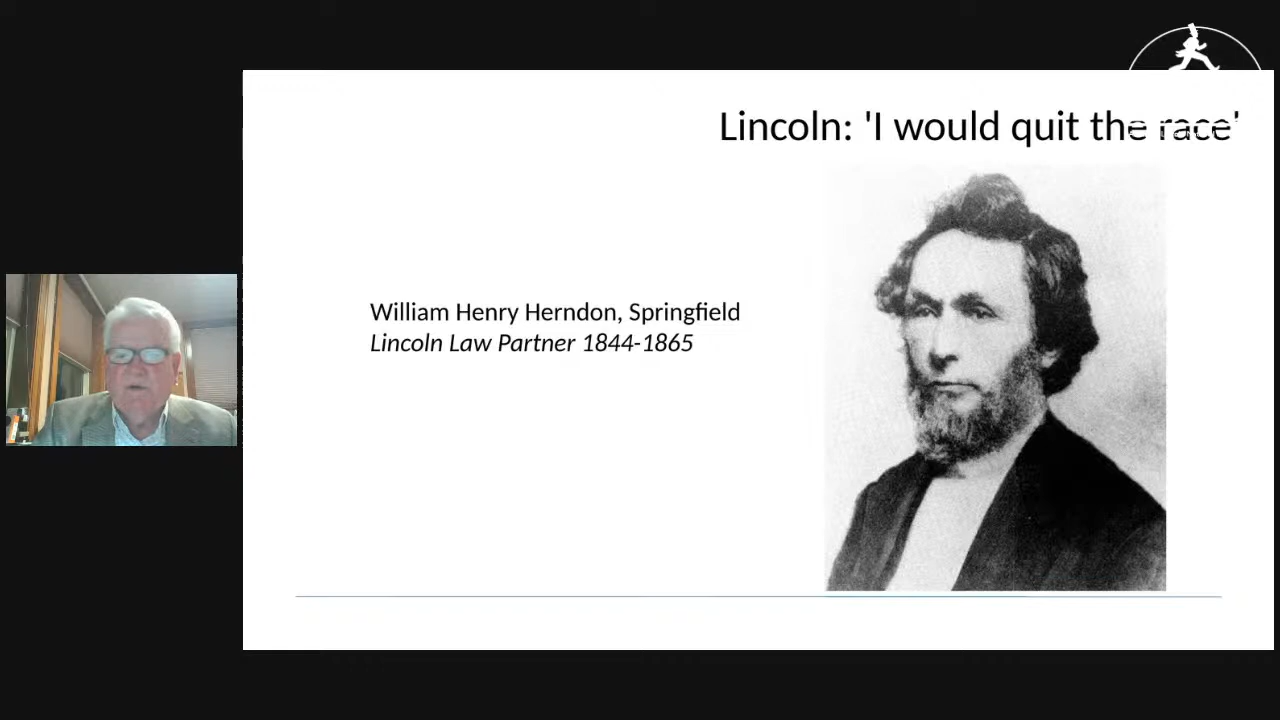 Lincoln: 'I would quit the race'
William Henry Herndon, Springfield
Lincoln Law Partner 1844-1865